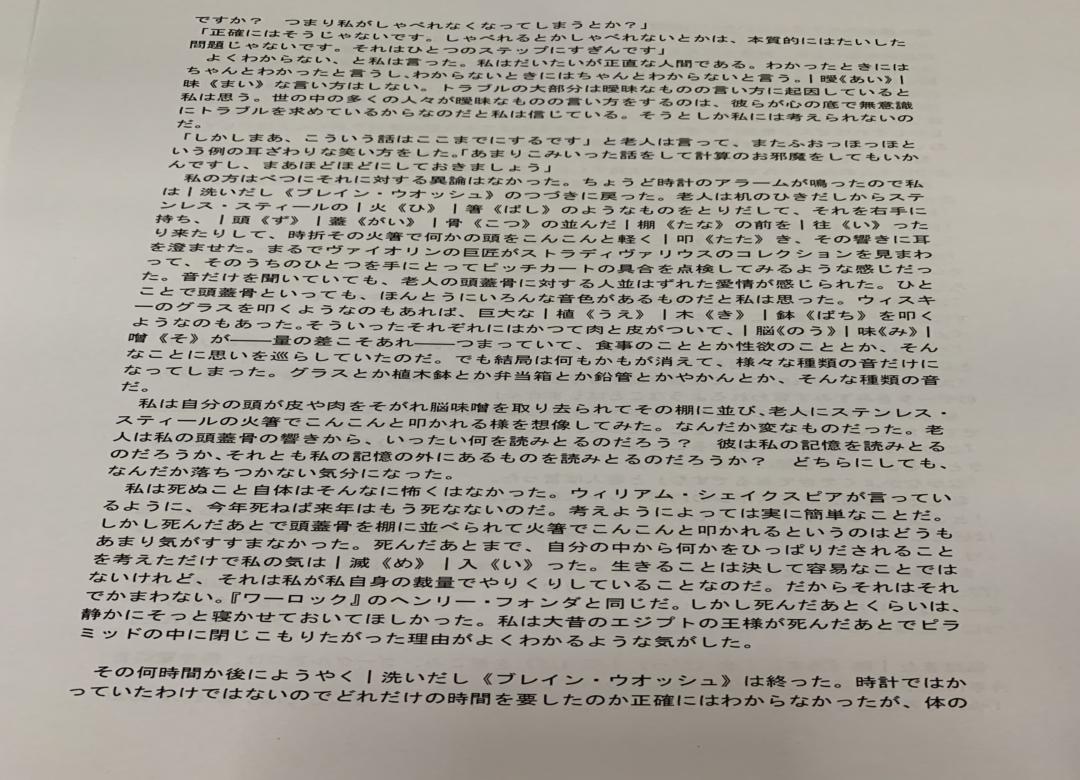 ですか？　つまり私がしゃべれなくなってしまうとか？」
「正確にはそうじゃないです。しゃべれるとかしゃべれないとかは、本質的にはたいした
問題じゃないです。それはひとつのステップにすぎんです」
　よくわからない、と私は言った。私はだいたいが正直な人間である。わかったときには
ちゃんとわかったと言うし、わからないときにはちゃんとわからないと言う。｜曖《あい》｜
昧《まい》な言い方はしない。トラブルの大部分は曖昧なものの言い方に起因していると
私は思う。世の中の多くの人々が曖昧なものの言い方をするのは、彼らが心の底で無意識
にトラブルを求めているからなのだと私は信じている。そうとしか私には考えられないの
だ。
「しかしまあ、こういう話はここまでにするです」と老人は言って、またふおっほっほと
いう例の耳ざわりな笑い方をした。「あまりこみいった話をして計算のお邪魔をしてもいか
んですし、まあほどほどにしておきましょう」
　私の方はべつにそれに対する異論はなかった。ちょうど時計のアラームが鳴ったので私
は｜洗いだし《ブレイン・ウオッシュ》のつづきに戻った。老人は机のひきだしからステ
ンレス・スティールの｜火《ひ》｜箸《ばし》のようなものをとりだして、それを右手に
持ち、｜頭《ず》｜蓋《がい》｜骨《こつ》の並んだ｜棚《たな》の前を｜往《い》った
り来たりして、時折その火箸で何かの頭をこんこんと軽く｜叩《たた》き、その響きに耳
を澄ませた。まるでヴァイオリンの巨匠がストラディヴァリウスのコレクションを見まわ
って、そのうちのひとつを手にとってピッチカートの具合を点検してみるような感じだっ
た。音だけを聞いていても、老人の頭蓋骨に対する人並はずれた愛情が感じられた。ひと
ことで頭蓋骨といっても、ほんとうにいろんな音色があるものだと私は思った。ウィスキ
ーのグラスを叩くようなのもあれば、巨大な｜植《うえ》｜木《き》｜鉢《ばち》を叩く
ようなのもあった。そういったそれぞれにはかつて肉と皮がついて、｜脳《のう》｜味《み》｜
噌《そ》が――量の差こそあれ――つまっていて、食事のこととか性欲のこととか、そん
なことに思いを巡らしていたのだ。でも結局は何もかもが消えて、様々な種類の音だけに
なってしまった。グラスとか植木鉢とか弁当箱とか鉛管とかやかんとか、そんな種類の音
だ。
　私は自分の頭が皮や肉をそがれ脳味噌を取り去られてその棚に並び、老人にステンレス・
スティールの火箸でこんこんと叩かれる様を想像してみた。なんだか変なものだった。老
人は私の頭蓋骨の響きから、いったい何を読みとるのだろう？　彼は私の記憶を読みとる
のだろうか、それとも私の記憶の外にあるものを読みとるのだろうか？　どちらにしても、
なんだか落ちつかない気分になった。
　私は死ぬこと自体はそんなに怖くはなかった。ウィリアム・シェイクスピアが言ってい
るように、今年死ねば来年はもう死なないのだ。考えようによっては実に簡単なことだ。
しかし死んだあとで頭蓋骨を棚に並べられて火箸でこんこんと叩かれるというのはどうも
あまり気がすすまなかった。死んだあとまで、自分の中から何かをひっぱりだされること
を考えただけで私の気は｜滅《め》｜入《い》った。生きることは決して容易なことでは
ないけれど、それは私が私自身の裁量でやりくりしていることなのだ。だからそれはそれ
でかまわない。『ワーロック』のヘンリー・フォンダと同じだ。しかし死んだあとくらいは、
静かにそっと寝かせておいてほしかった。私は大昔のエジプトの王様が死んだあとでピラ
ミッドの中に閉じこもりたがった理由がよくわかるような気がした。
　その何時間か後にようやく｜洗いだし《ブレイン・ウオッシュ》は終った。時計ではか
っていたわけではないのでどれだけの時間を要したのか正確にはわからなかったが、体の